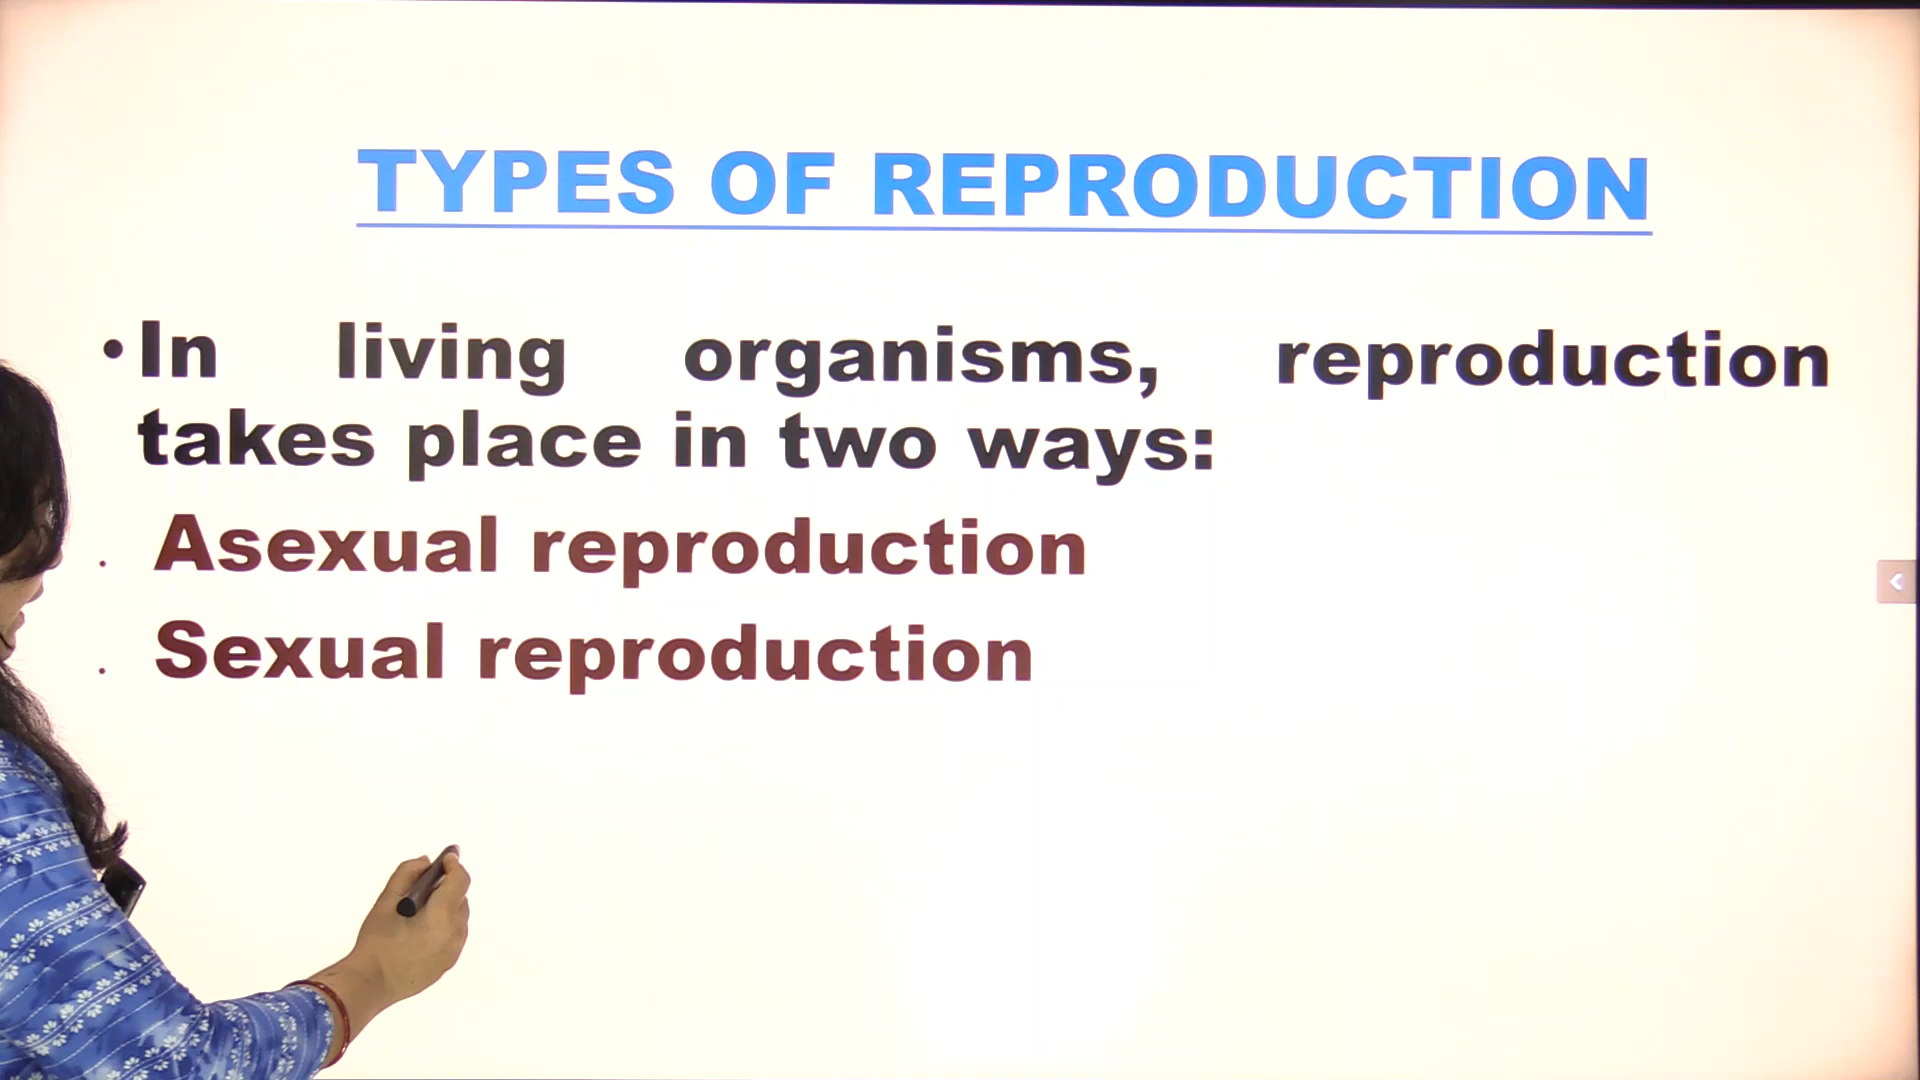 TYPES OF REPRODUCTION
•In living organisms, reproduction
takes place in two ways:
. Asexual reproduction
. Sexual reproduction